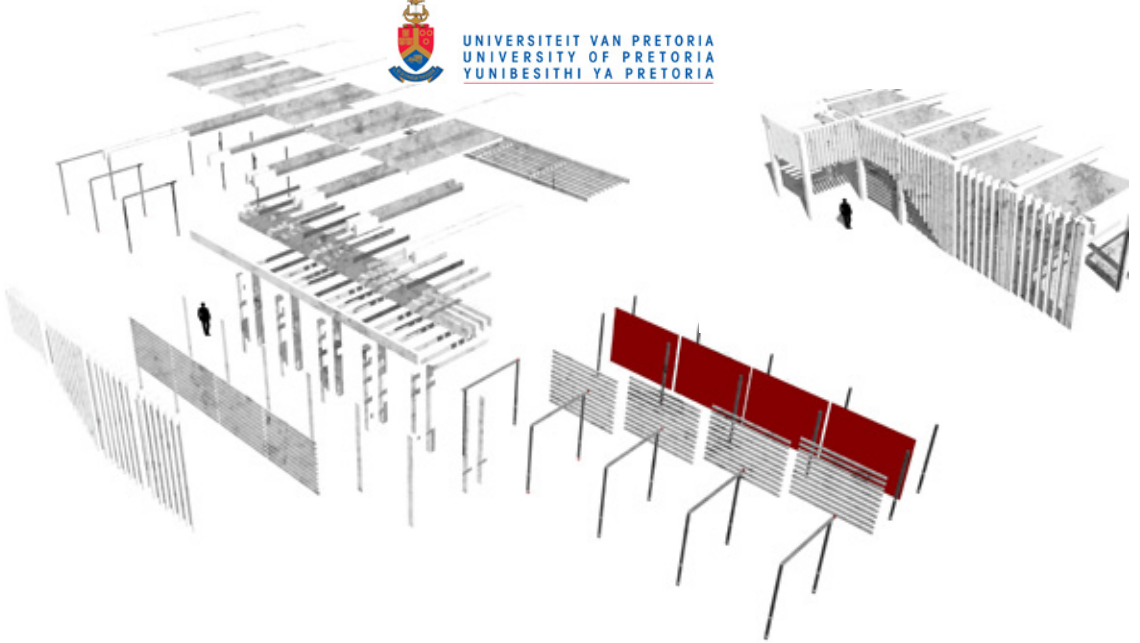 UNIVERSITEIT VAN PRETORIA
UNIVERSITY OF PRETORIA
YUNIBESITHI YA PRETORIA